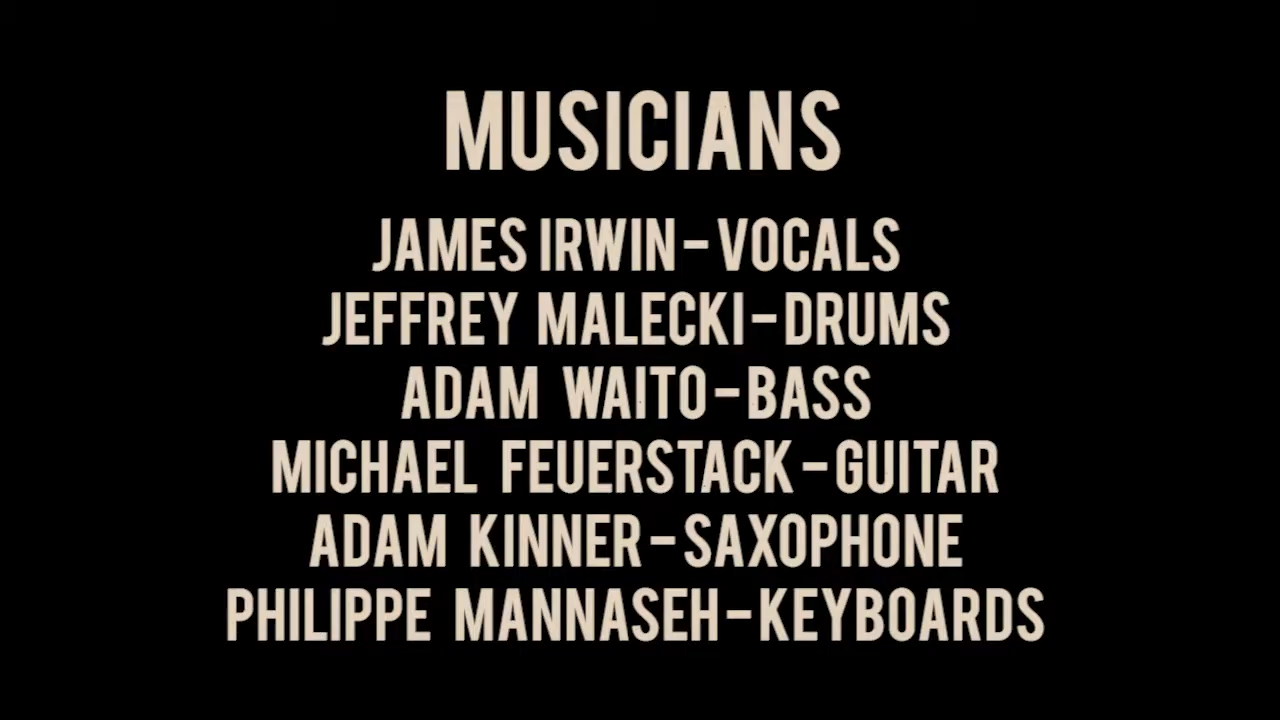 MUSICIANS
JAMES IRWIN - VOCALS
JEFFREY MALECKI - DRUMS
ADAM WAITO - BASS
MICHAEL FEUERSTACK - GUITAR
ADAM KINNER - SAXOPHONE
PHILIPPE MANNASEH - KEYBOARDS